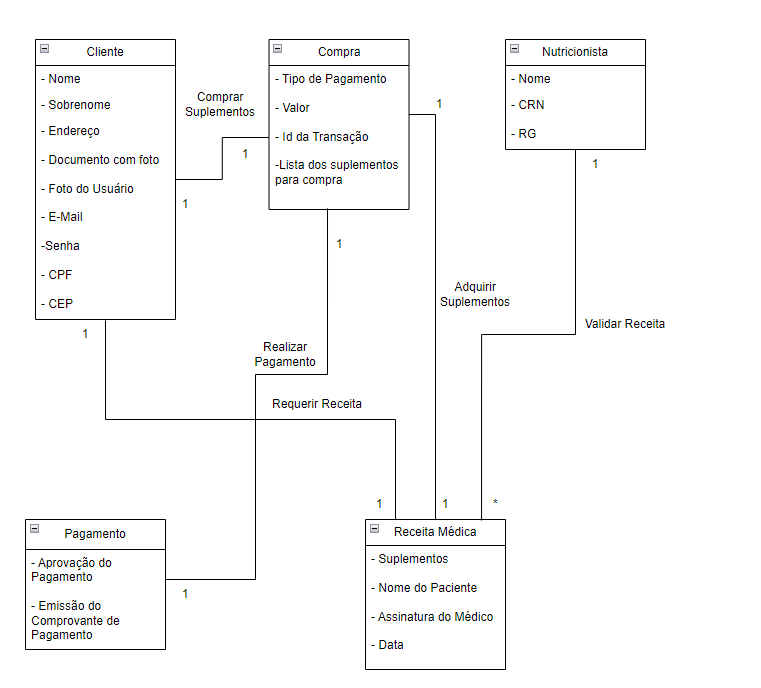 Cliente
- Nome
- Sobrenome
- Endereço
- Documento com foto
- Foto do Usuário
- E-Mail
-Senha
- CPF
- CEP
Comprar
Suplementos
1
1
Compra
- Tipo de Pagamento
- Valor
- Id da Transação
-Lista dos suplementos
para compra
1
1
Nutricionista
- Nome
- CRN
- RG
1
Adquirir
Suplementos
Validar Receita
1
Realizar
Pagamento
Requerir Receita
1
1
*
Pagamento
- Aprovação do
Pagamento
- Emissão do
Comprovante de
Pagamento
1
Receita Médica
- Suplementos
- Nome do Paciente
- Assinatura do Médico
- Data